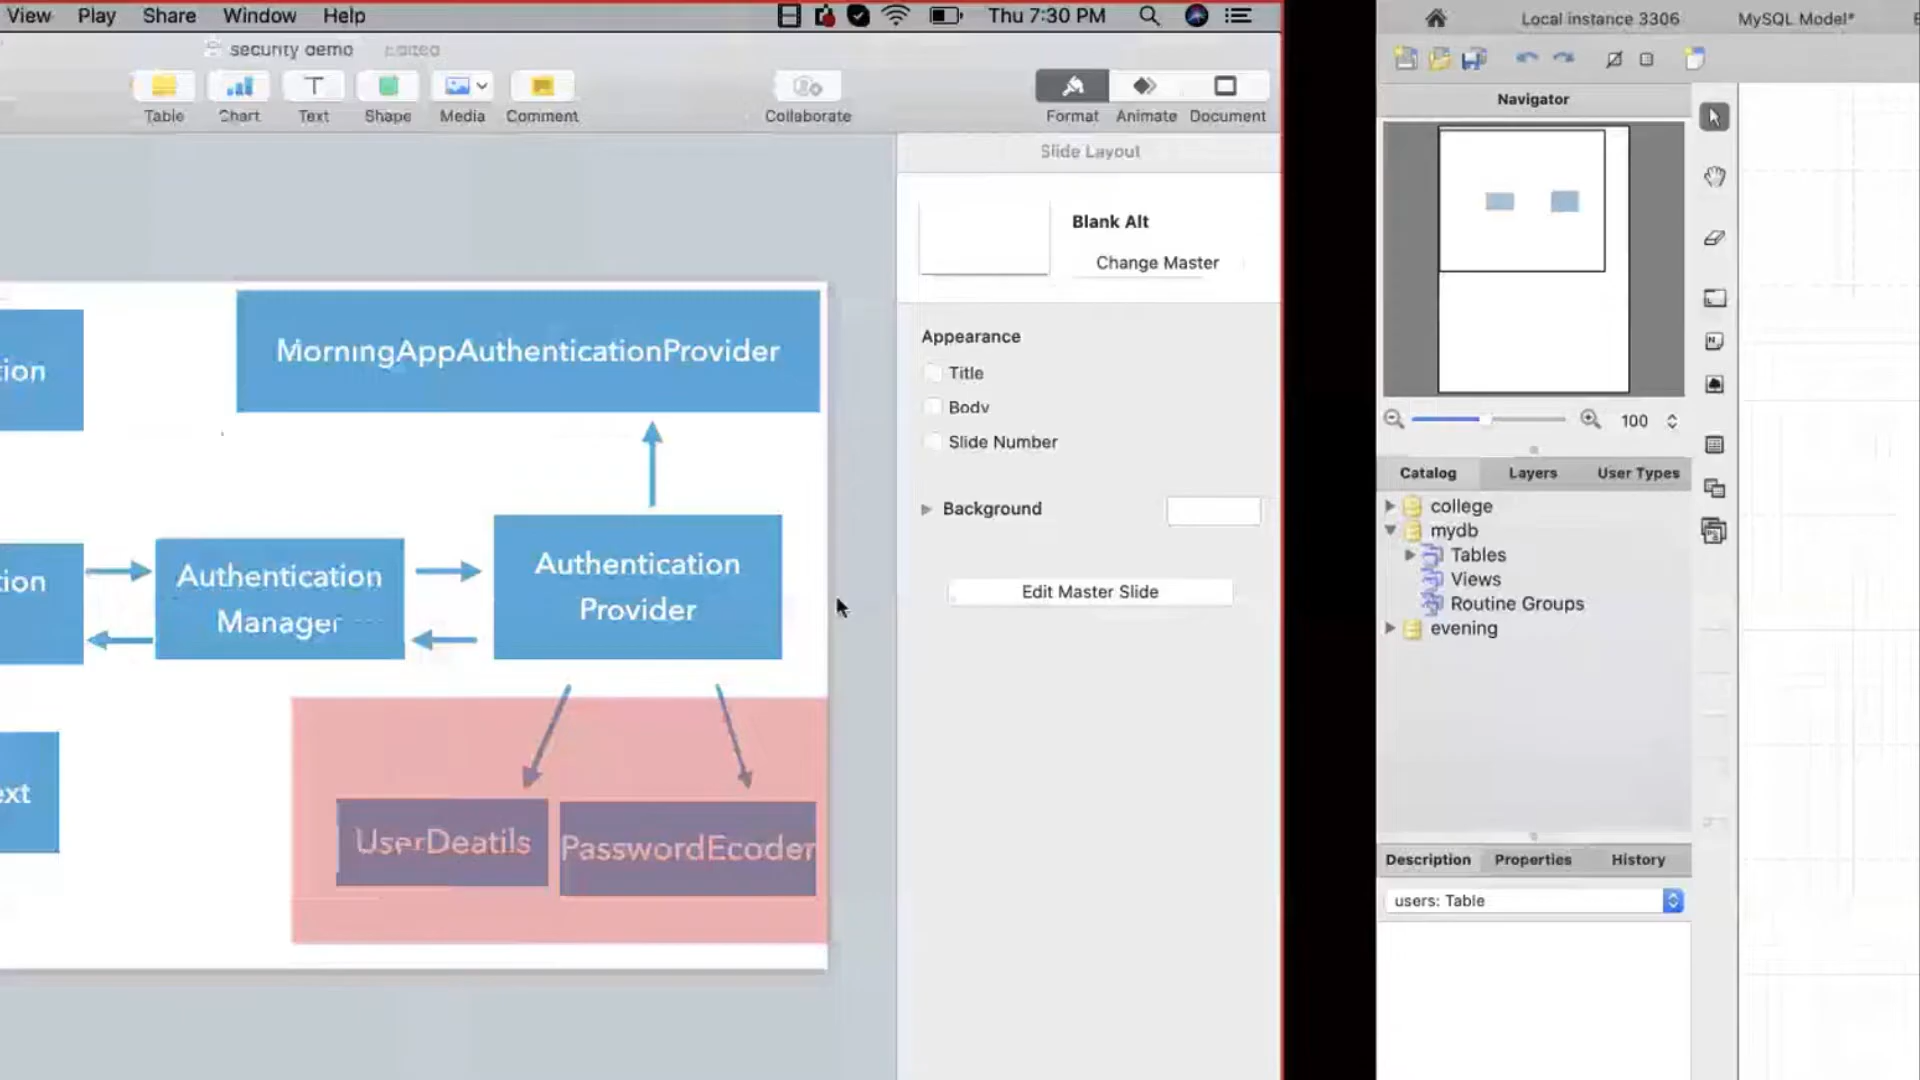 View Play Share Window Help Thu 7:30 PM
security demo Edited
Table Chart Text Shape Media Comment Collaborate Format Animate Document
Slide Layout
Blank Alt
Change Master
Appearance
Title
Body
Slide Number
Background
Edit Master Slide
MorningAppAuthenticationProvider
tion
tion
Authentication
Manager
Authentication
Provider
ext
UserDeatils
PasswordEcoder
Local instance 3306 MySQL Model*
Navigator
100
Catalog Layers User Types
college
mydb
Tables
Views
Routine Groups
evening
Description Properties History
users: Table